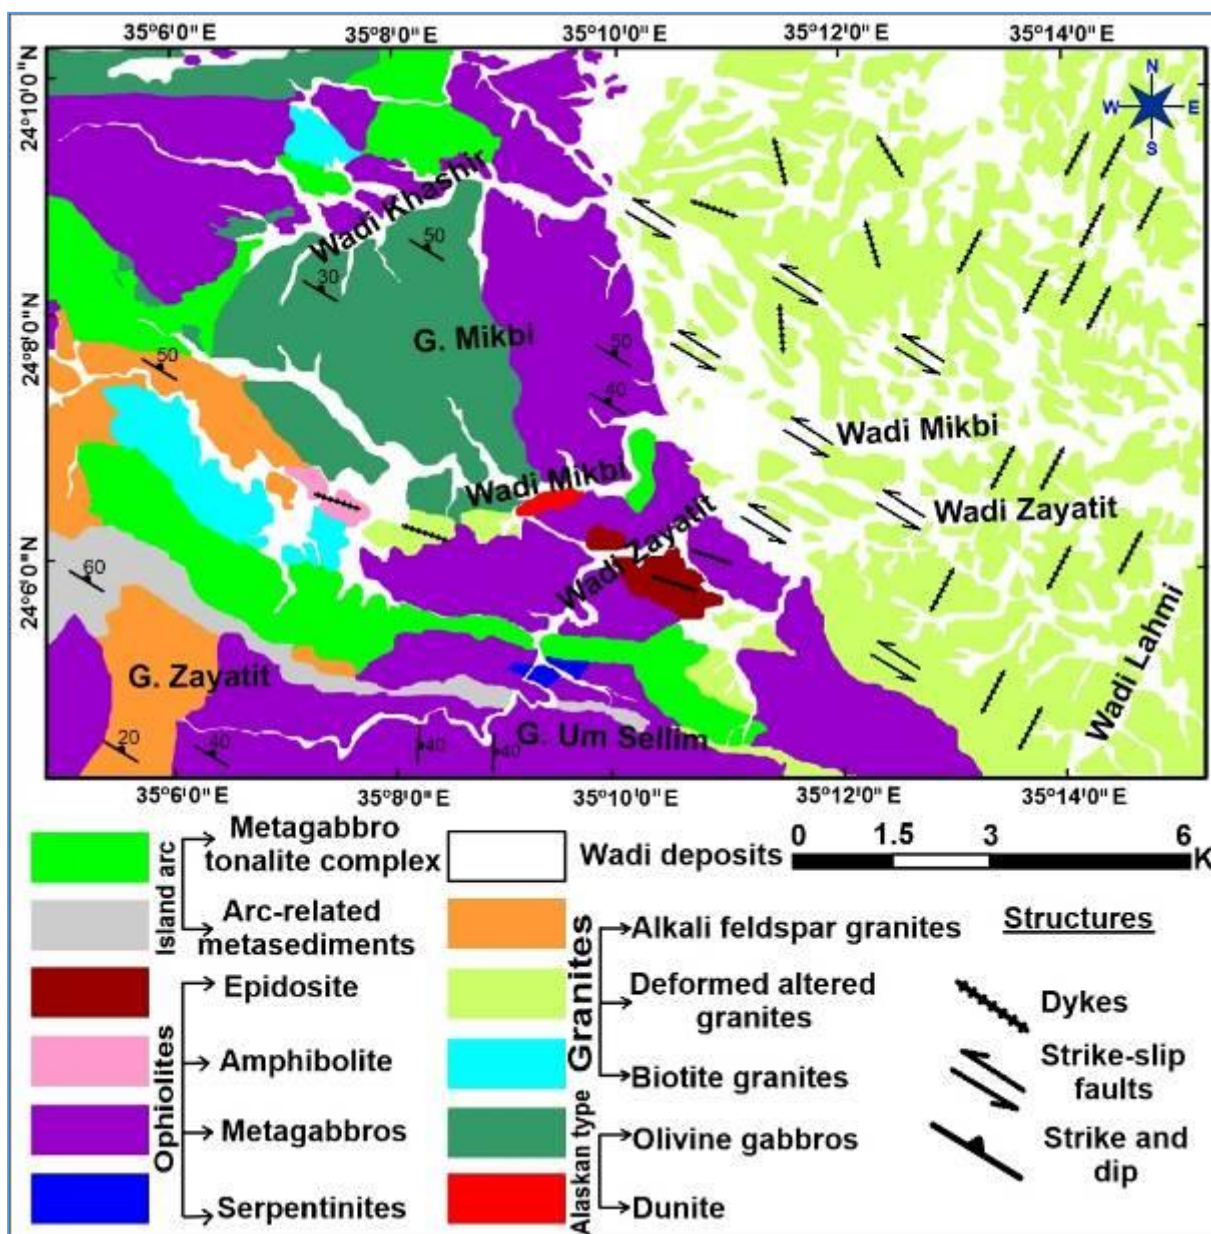 35°6'0"E 35°8'0"E 35°10'0"E 35°12'0"E 35°14'0"E
24°10'0"N
24°8'0"N
24°6'0"N
N
W E
S
Wadi Khashir
50
30
G. Mikbi
50
50
40
Wadi Mikbi
Wadi Mikbi
Wadi Zayatit
Wadi Zayatit
60
Wadi Lahmi
G. Zayatit
G. Um Sellim
20
40
40
40
35°6'0"E 35°8'0"E 35°10'0"E 35°12'0"E 35°14'0"E
Island arc
Metagabbro
tonalite complex
Arc-related
metasediments
Ophiolites
Epidosite
Amphibolite
Metagabbros
Serpentinites
Wadi deposits
Granites
Alkali feldspar granites
Deformed altered
granites
Biotite granites
Alaskan type
Olivine gabbros
Dunite
0 1.5 3 6
K
Structures
Dykes
Strike-slip
faults
Strike and
dip